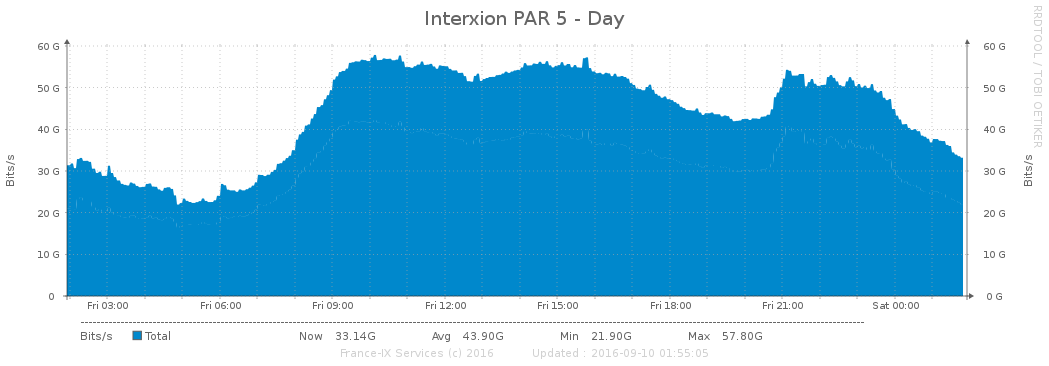 Interxion PAR 5 - Day
RRDTOOL / TOBI OETIKER
Bits/s
Bits/s
60 G 60 G
50 G 50 G
40 G 40 G
30 G 30 G
20 G 20 G
10 G 10 G
0 0 G
Fri 03:00 Fri 06:00 Fri 09:00 Fri 12:00 Fri 15:00 Fri 18:00 Fri 21:00 Sat 00:00
Bits/s Total Now 33.14G Avg 43.90G Min 21.90G Max 57.80G
France-IX Services (c) 2016 Updated : 2016-09-10 01:55:05